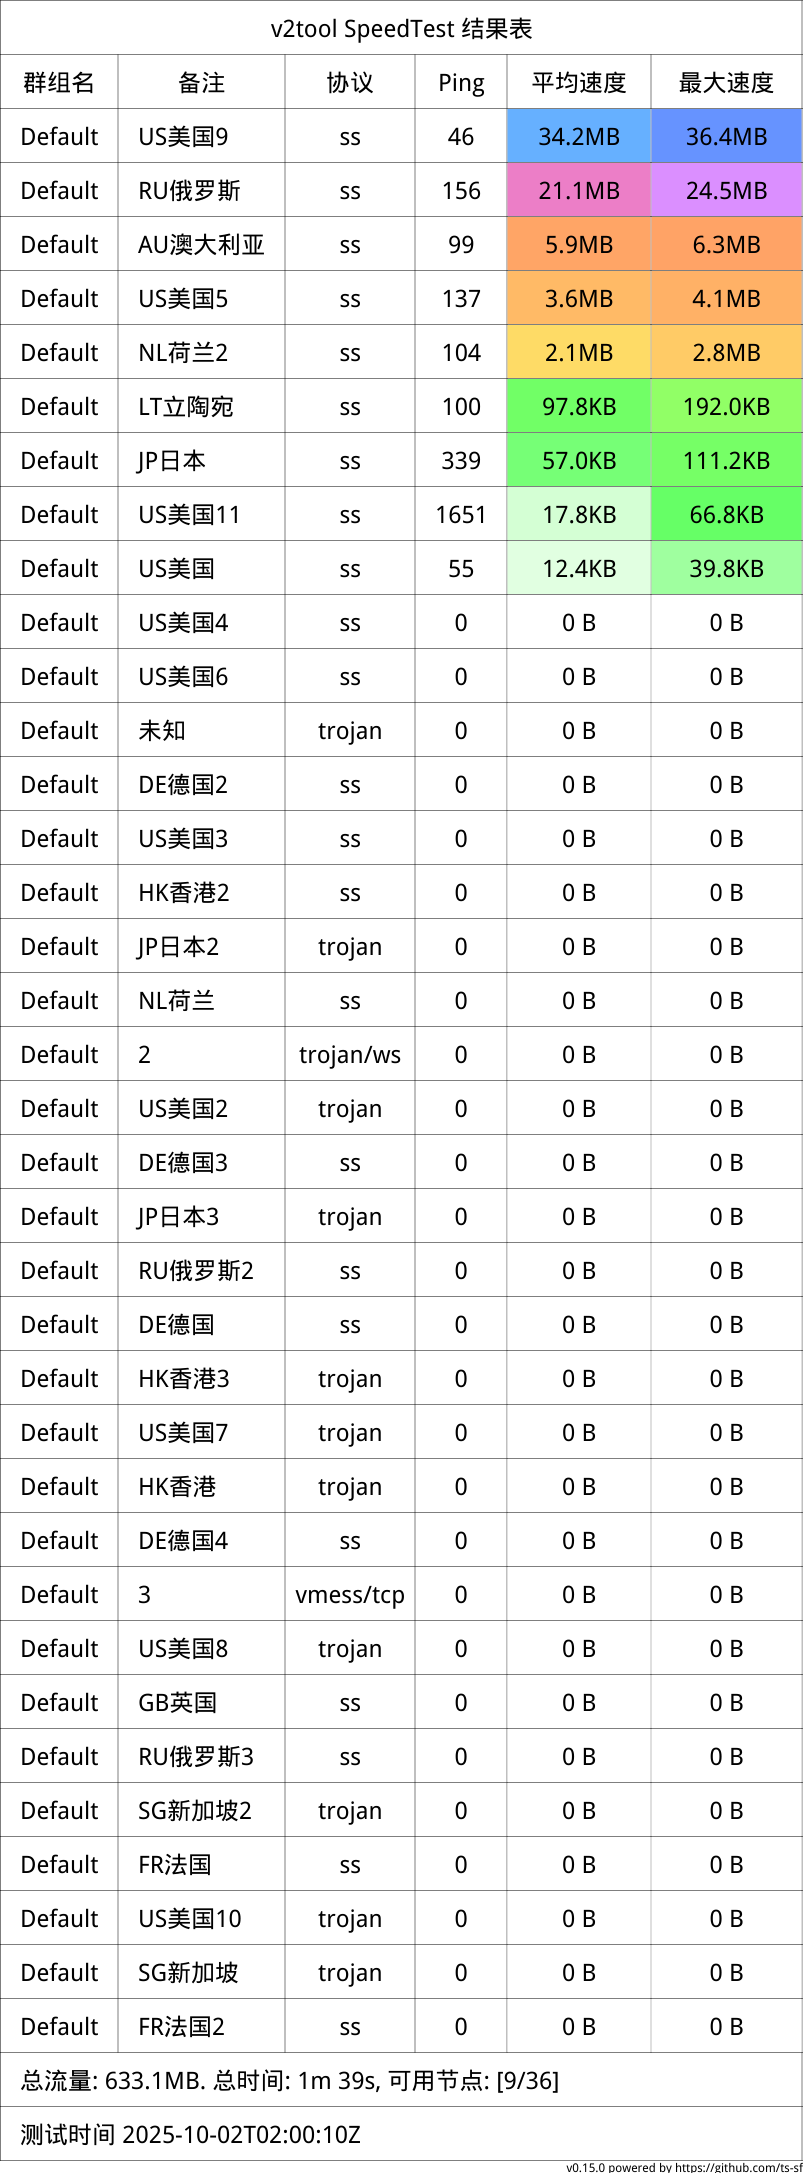 v2tool SpeedTest 结果表
群组名 备注 协议 Ping 平均速度 最大速度
Default US美国9 ss 46 34.2MB 36.4MB
Default RU俄罗斯 ss 156 21.1MB 24.5MB
Default AU澳大利亚 ss 99 5.9MB 6.3MB
Default US美国5 ss 137 3.6MB 4.1MB
Default NL荷兰2 ss 104 2.1MB 2.8MB
Default LT立陶宛 ss 100 97.8KB 192.0KB
Default JP日本 ss 339 57.0KB 111.2KB
Default US美国11 ss 1651 17.8KB 66.8KB
Default US美国 ss 55 12.4KB 39.8KB
Default US美国4 ss 0 0 B 0 B
Default US美国6 ss 0 0 B 0 B
Default 未知 trojan 0 0 B 0 B
Default DE德国2 ss 0 0 B 0 B
Default US美国3 ss 0 0 B 0 B
Default HK香港2 ss 0 0 B 0 B
Default JP日本2 trojan 0 0 B 0 B
Default NL荷兰 ss 0 0 B 0 B
Default 2 trojan/ws 0 0 B 0 B
Default US美国2 trojan 0 0 B 0 B
Default DE德国3 ss 0 0 B 0 B
Default JP日本3 trojan 0 0 B 0 B
Default RU俄罗斯2 ss 0 0 B 0 B
Default DE德国 ss 0 0 B 0 B
Default HK香港3 trojan 0 0 B 0 B
Default US美国7 trojan 0 0 B 0 B
Default HK香港 trojan 0 0 B 0 B
Default DE德国4 ss 0 0 B 0 B
Default 3 vmess/tcp 0 0 B 0 B
Default US美国8 trojan 0 0 B 0 B
Default GB英国 ss 0 0 B 0 B
Default RU俄罗斯3 ss 0 0 B 0 B
Default SG新加坡2 trojan 0 0 B 0 B
Default FR法国 ss 0 0 B 0 B
Default US美国10 trojan 0 0 B 0 B
Default SG新加坡 trojan 0 0 B 0 B
Default FR法国2 ss 0 0 B 0 B
总流量: 633.1MB. 总时间: 1m 39s, 可用节点: [9/36]
测试时间 2025-10-02T02:00:10Z
v0.15.0 powered by https://github.com/ts-sf